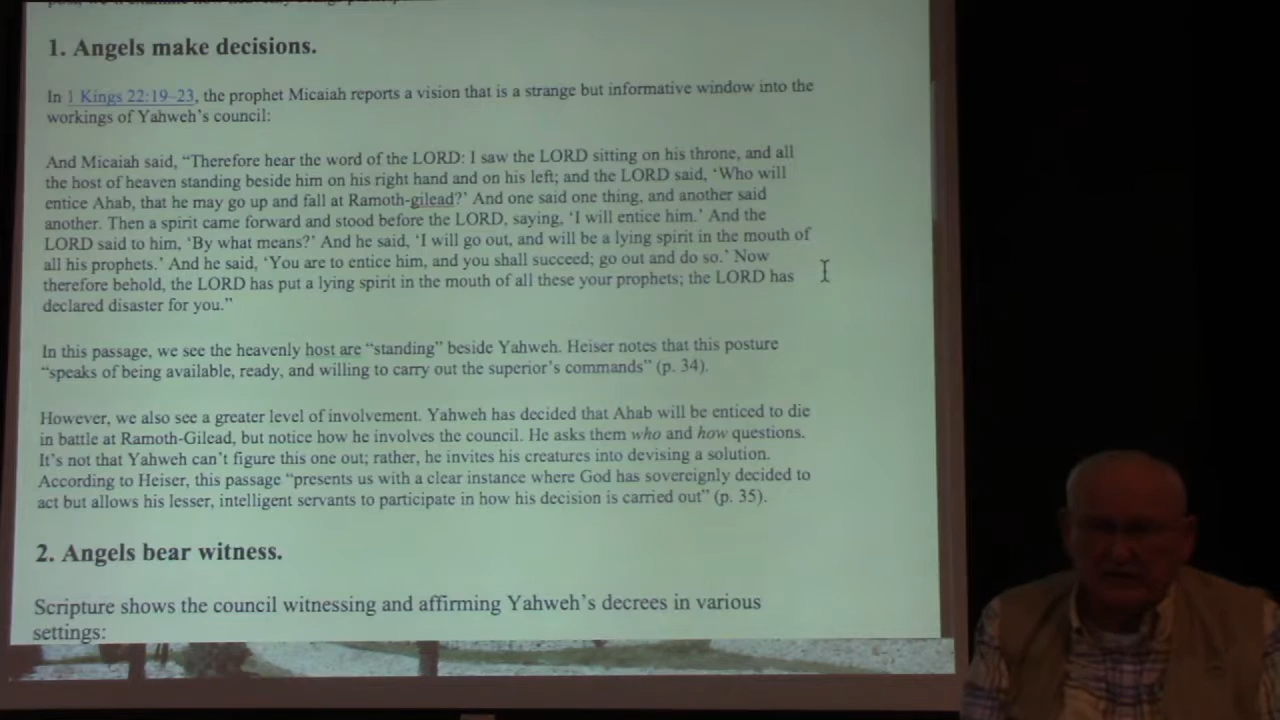 1. Angels make decisions.
In 1 Kings 22:19–23, the prophet Micaiah reports a vision that is a strange but informative window into the
workings of Yahweh’s council:
And Micaiah said, “Therefore hear the word of the LORD: I saw the LORD sitting on his throne, and all
the host of heaven standing beside him on his right hand and on his left; and the LORD said, ‘Who will
entice Ahab, that he may go up and fall at Ramoth-gilead?’ And one said one thing, and another said
another. Then a spirit came forward and stood before the LORD, saying, ‘I will entice him.’ And the
LORD said to him, ‘By what means?’ And he said, ‘I will go out, and will be a lying spirit in the mouth of
all his prophets.’ And he said, ‘You are to entice him, and you shall succeed; go out and do so.’ Now
therefore behold, the LORD has put a lying spirit in the mouth of all these your prophets; the LORD has
declared disaster for you.”
In this passage, we see the heavenly host are “standing” beside Yahweh. Heiser notes that this posture
“speaks of being available, ready, and willing to carry out the superior’s commands” (p. 34).
However, we also see a greater level of involvement. Yahweh has decided that Ahab will be enticed to die
in battle at Ramoth-Gilead, but notice how he involves the council. He asks them who and how questions.
It’s not that Yahweh can’t figure this one out; rather, he invites his creatures into devising a solution.
According to Heiser, this passage “presents us with a clear instance where God has sovereignly decided to
act but allows his lesser, intelligent servants to participate in how his decision is carried out” (p. 35).
2. Angels bear witness.
Scripture shows the council witnessing and affirming Yahweh’s decrees in various
settings: